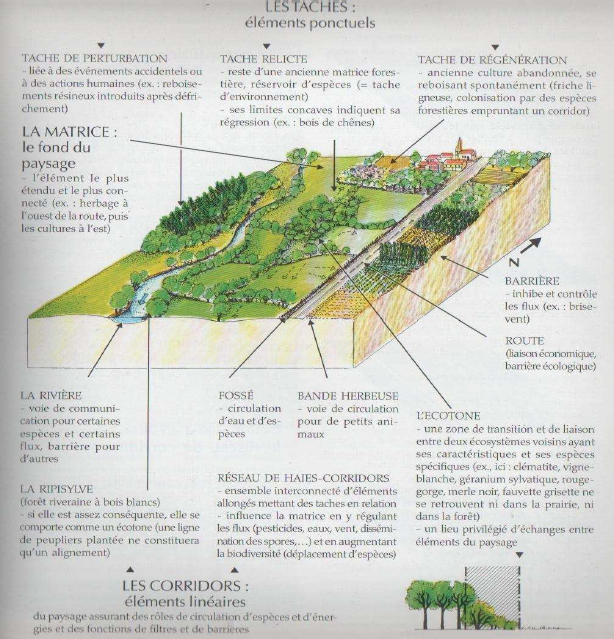 LES TACHES :
éléments ponctuels
TACHE DE PERTURBATION
- liée à des événements accidentels ou
à des actions humaines (ex. : reboise-
ments résineux introduits après défri-
chement)
TACHE RELICTE
- reste d'une ancienne matrice fores-
tière, réservoir d'espèces (= tache
d'environnement)
- ses limites concaves indiquent sa
régression (ex. : bois de chênes)
TACHE DE RÉGÉNÉRATION
- ancienne culture abandonnée, se
reboisant spontanément (friche li-
gneuse, colonisation par des espèces
forestières empruntant un corridor)
LA MATRICE :
le fond du
paysage
- l'élément le plus
étendu et le plus con-
necté (ex. : herbage à
l'ouest de la route, puis
les cultures à l'est)
N
BARRIÈRE
- inhibe et contrôle
les flux (ex. : brise-
vent)
ROUTE
(liaison économique,
barrière écologique)
LA RIVIÈRE
- voie de communi-
cation pour certaines
espèces et certains
flux, barrière pour
d'autres
FOSSÉ
- circulation
d'eau et d'es-
pèces
BANDE HERBEUSE
- voie de circulation
pour de petits ani-
maux
L'ECOTONE
- une zone de transition et de liaison
entre deux écosystèmes voisins ayant
ses caractéristiques et ses espèces
spécifiques (ex., ici : clématite, vigne-
blanche, géranium sylvatique, rouge-
gorge, merle noir, fauvette grisette ne
se retrouvent ni dans la prairie, ni
dans la forêt)
- un lieu privilégié d'échanges entre
éléments du paysage
LA RIPISYLVE
(forêt riveraine à bois blancs)
- si elle est assez conséquente, elle se
comporte comme un écotone (une ligne
de peupliers plantée ne constituera
qu'un alignement)
RÉSEAU DE HAIES-CORRIDORS
- ensemble interconnecté d'éléments
allongés mettant des taches en relation
- influence la matrice en y régulant
les flux (pesticides, eaux, vent, dissémi-
nation des spores,...) et en augmentant
la biodiversité (déplacement d'espèces)
LES CORRIDORS :
éléments linéaires
du paysage assurant des rôles de circulation d'espèces et d'éner-
gies et des fonctions de filtres et de barrières